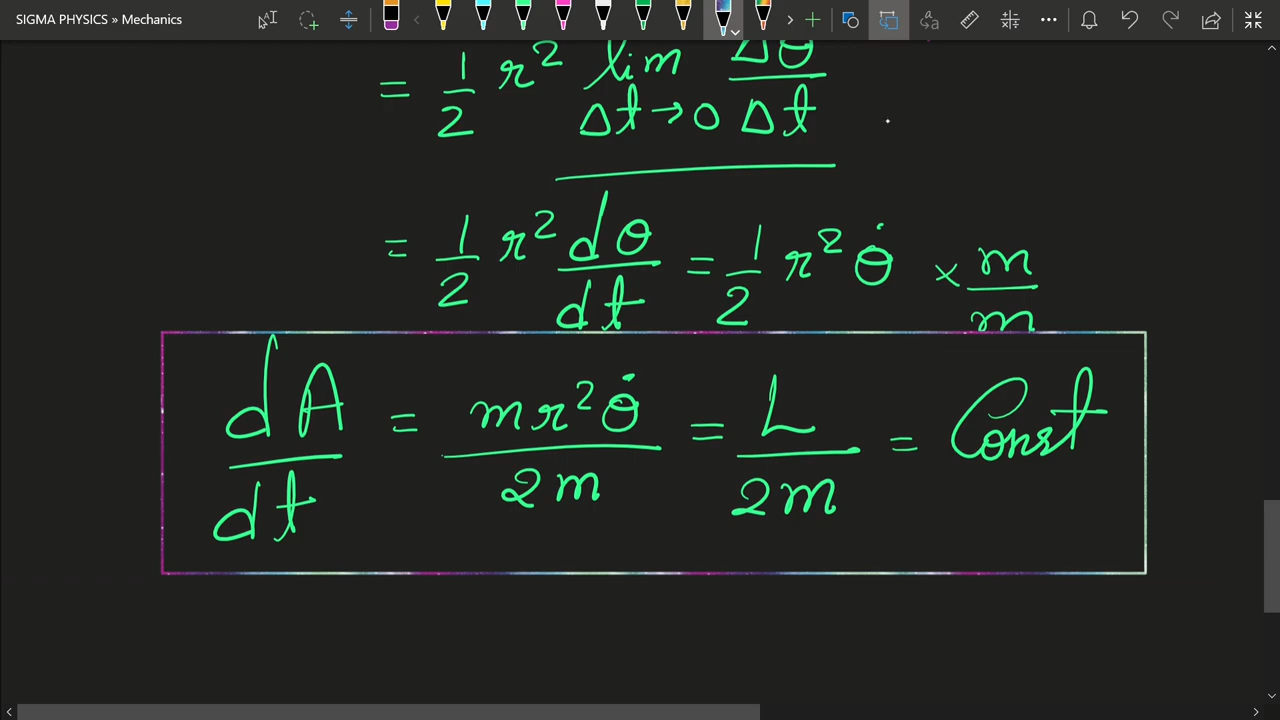 SIGMA PHYSICS » Mechanics
= 1/2 r² lim Δt→0 Δθ/Δt
= 1/2 r² dθ/dt = 1/2 r² θ̇ × m/m
dA/dt = mr²θ̇/2m = L/2m = Const